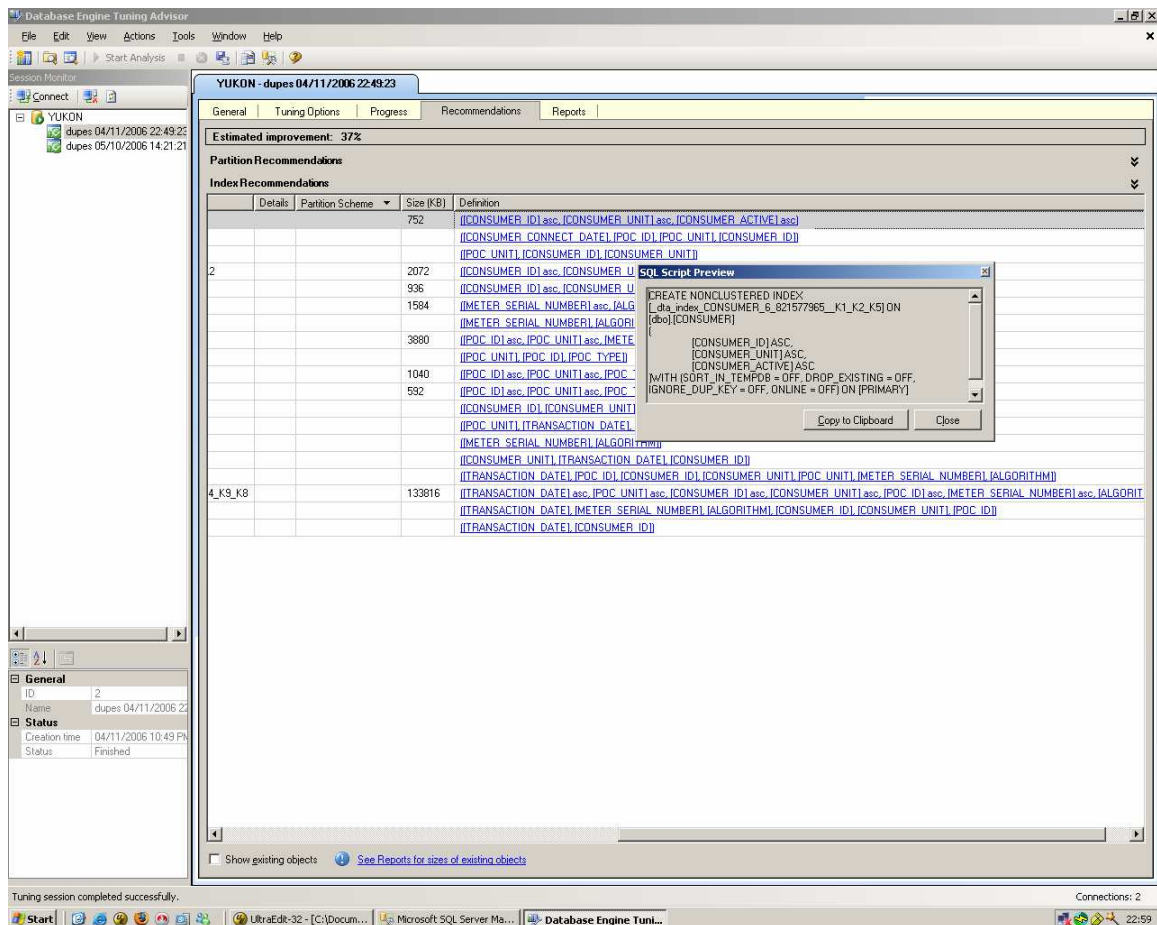 Database Engine Tuning Advisor
File Edit View Actions Tools Window Help
Start Analysis
Session Monitor
Connect
YUKON
dupes 04/11/2006 22:49:23
dupes 05/10/2006 14:21:21
YUKON - dupes 04/11/2006 22:49:23
General Tuning Options Progress Recommendations Reports
Estimated improvement: 37%
Partition Recommendations
Index Recommendations
Details Partition Scheme Size (KB) Definition
752 ([CONSUMER_ID] asc, [CONSUMER_UNIT] asc, [CONSUMER_ACTIVE] asc)
([CONSUMER_CONNECT_DATE], [POC_ID], [POC_UNIT], [CONSUMER_ID])
([POC_UNIT], [CONSUMER_ID], [CONSUMER_UNIT])
2 2072 ([CONSUMER_ID] asc, [CONSUMER_U
936 ([CONSUMER_ID] asc, [CONSUMER_U
1584 ([METER_SERIAL_NUMBER] asc, [ALG
([METER_SERIAL_NUMBER], [ALGORI
3880 ([POC_ID] asc, [POC_UNIT] asc, [METE
([POC_UNIT], [POC_ID], [POC_TYPE])
1040 ([POC_ID] asc, [POC_UNIT] asc, [POC_
592 ([POC_ID] asc, [POC_UNIT] asc, [POC_
([CONSUMER_ID], [CONSUMER_UNIT]
([POC_UNIT], [TRANSACTION_DATE],
([METER_SERIAL_NUMBER], [ALGORITHM])
([CONSUMER_UNIT], [TRANSACTION_DATE], [CONSUMER_ID])
([TRANSACTION_DATE], [POC_ID], [CONSUMER_ID], [CONSUMER_UNIT], [POC_UNIT], [METER_SERIAL_NUMBER], [ALGORITHM])
4_K9_K8 133816 ([TRANSACTION_DATE] asc, [POC_UNIT] asc, [CONSUMER_ID] asc, [CONSUMER_UNIT] asc, [POC_ID] asc, [METER_SERIAL_NUMBER] asc, [ALGORIT
([TRANSACTION_DATE], [METER_SERIAL_NUMBER], [ALGORITHM], [CONSUMER_ID], [CONSUMER_UNIT], [POC_ID])
([TRANSACTION_DATE], [CONSUMER_ID])
SQL Script Preview
CREATE NONCLUSTERED INDEX
[_dta_index_CONSUMER_6_821577965__K1_K2_K5] ON
[dbo].[CONSUMER]
(
[CONSUMER_ID] ASC,
[CONSUMER_UNIT] ASC,
[CONSUMER_ACTIVE] ASC
)WITH (SORT_IN_TEMPDB = OFF, DROP_EXISTING = OFF,
IGNORE_DUP_KEY = OFF, ONLINE = OFF) ON [PRIMARY]
Copy to Clipboard Close
General
ID 2
Name dupes 04/11/2006 22
Status
Creation time 04/11/2006 10:49 PM
Status Finished
Show existing objects See Reports for sizes of existing objects
Tuning session completed successfully. Connections: 2
Start UltraEdit-32 - [C:\Docum... Microsoft SQL Server Ma... Database Engine Tuni... 22:59